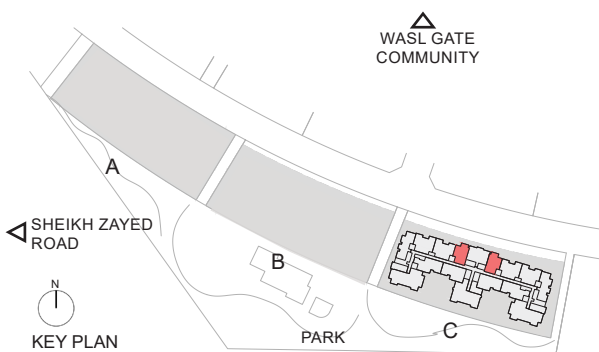 WASL GATE
COMMUNITY
A
SHEIKH ZAYED
ROAD
B
N
KEY PLAN
PARK
C